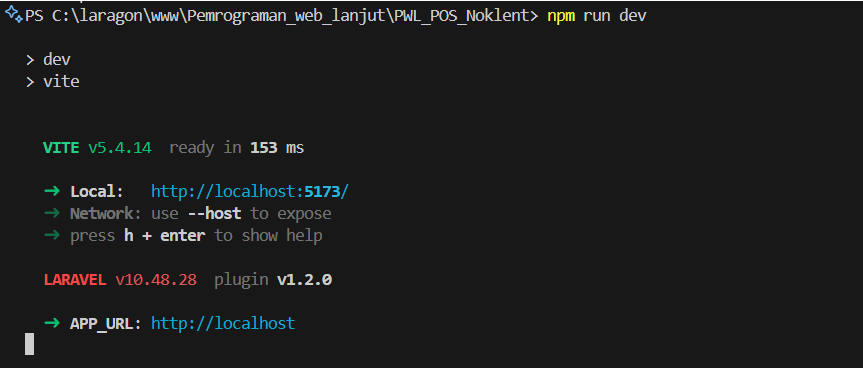 PS C:\laragon\www\Pemrograman_web_lanjut\PWL_POS_Noklent> npm run dev
> dev
> vite
VITE v5.4.14  ready in 153 ms
➜  Local:   http://localhost:5173/
➜  Network: use --host to expose
➜  press h + enter to show help
LARAVEL v10.48.28  plugin v1.2.0
➜  APP_URL: http://localhost